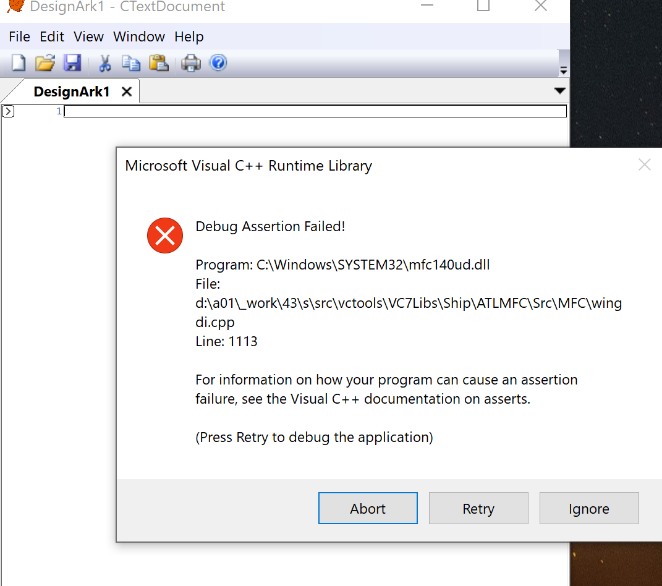 DesignArk1 - CTextDocument
File Edit View Window Help
DesignArk1
1
Microsoft Visual C++ Runtime Library
Debug Assertion Failed!
Program: C:\Windows\SYSTEM32\mfc140ud.dll
File:
d:\a01\_work\43\s\src\vctools\VC7Libs\Ship\ATLMFC\Src\MFC\wing
di.cpp
Line: 1113
For information on how your program can cause an assertion
failure, see the Visual C++ documentation on asserts.
(Press Retry to debug the application)
Abort Retry Ignore